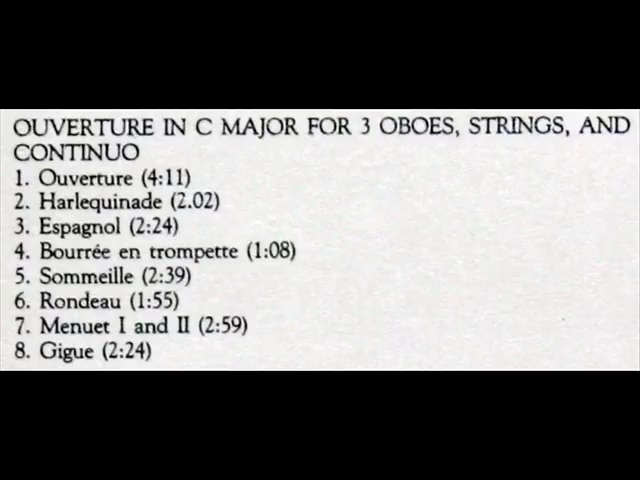 OUVERTURE IN C MAJOR FOR 3 OBOES, STRINGS, AND
CONTINUO
1. Ouverture (4:11)
2. Harlequinade (2.02)
3. Espagnol (2:24)
4. Bourrée en trompette (1:08)
5. Sommeille (2:39)
6. Rondeau (1:55)
7. Menuet I and II (2:59)
8. Gigue (2:24)